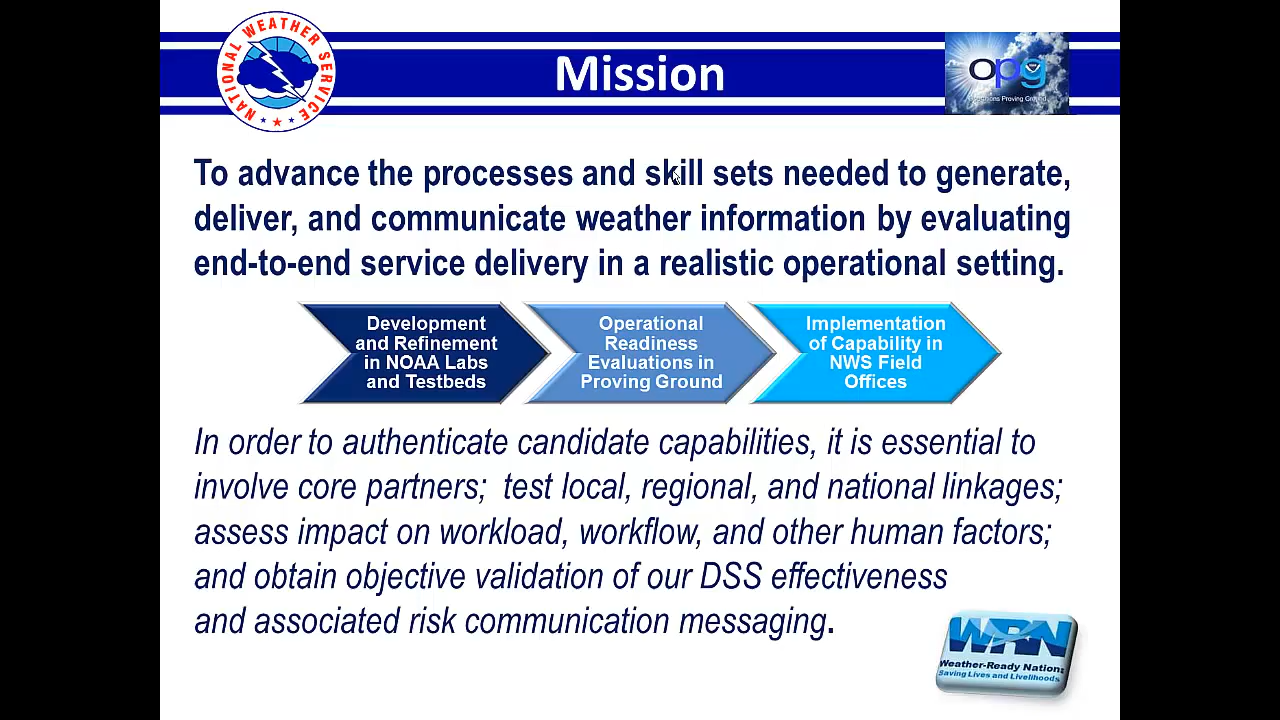 NATIONAL WEATHER SERVICE
Mission
opg
Operations Proving Ground
To advance the processes and skill sets needed to generate,
deliver, and communicate weather information by evaluating
end-to-end service delivery in a realistic operational setting.
Development
and Refinement
in NOAA Labs
and Testbeds
Operational
Readiness
Evaluations in
Proving Ground
Implementation
of Capability in
NWS Field
Offices
In order to authenticate candidate capabilities, it is essential to
involve core partners;  test local, regional, and national linkages;
assess impact on workload, workflow, and other human factors;
and obtain objective validation of our DSS effectiveness
and associated risk communication messaging.
WRN
Weather-Ready Nation
Saving Lives and Livelihoods